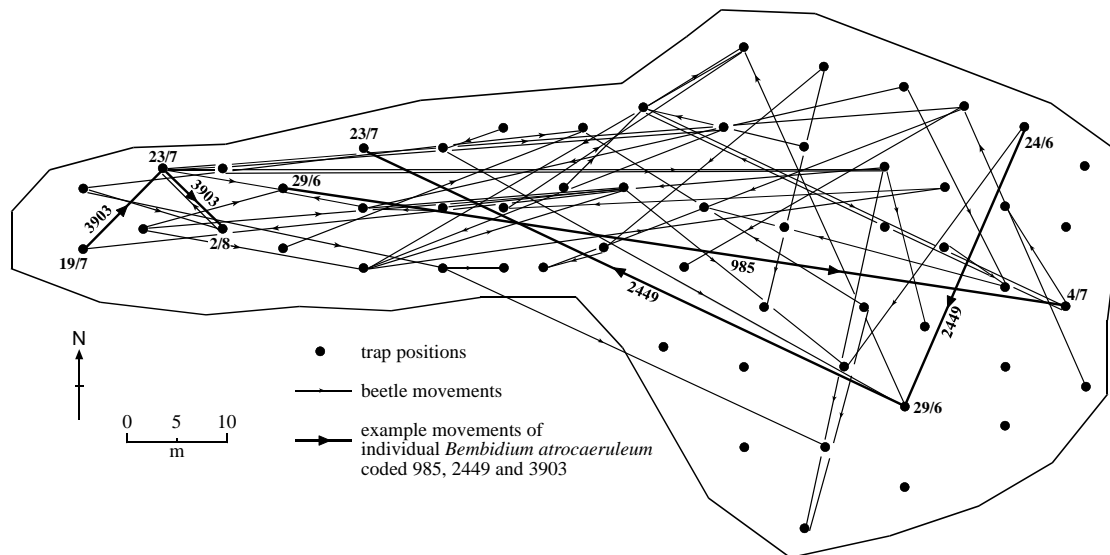 23/7
24/6
23/7
3903
29/6
3903
2/8
19/7
985
2449
4/7
2449
N
trap positions
beetle movements
29/6
0 5 10
m
example movements of
individual Bembidium atrocaeruleum
coded 985, 2449 and 3903